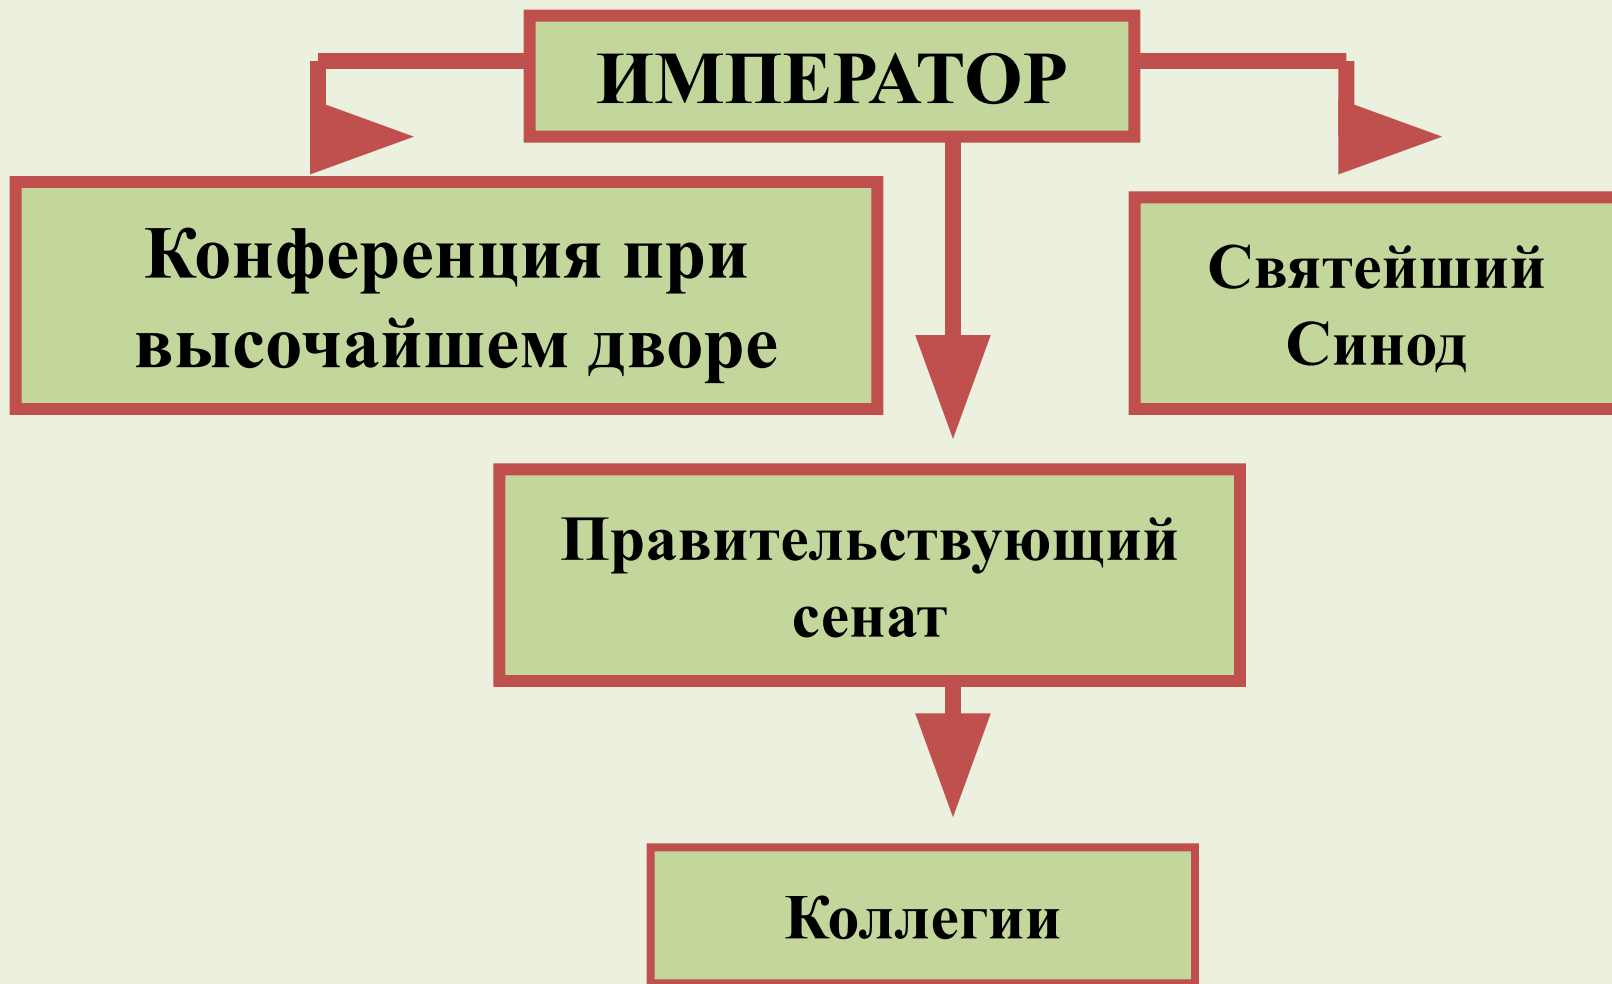 ИМПЕРАТОР
Конференция при
высочайшем дворе
Святейший
Синод
Правительствующий
сенат
Коллегии